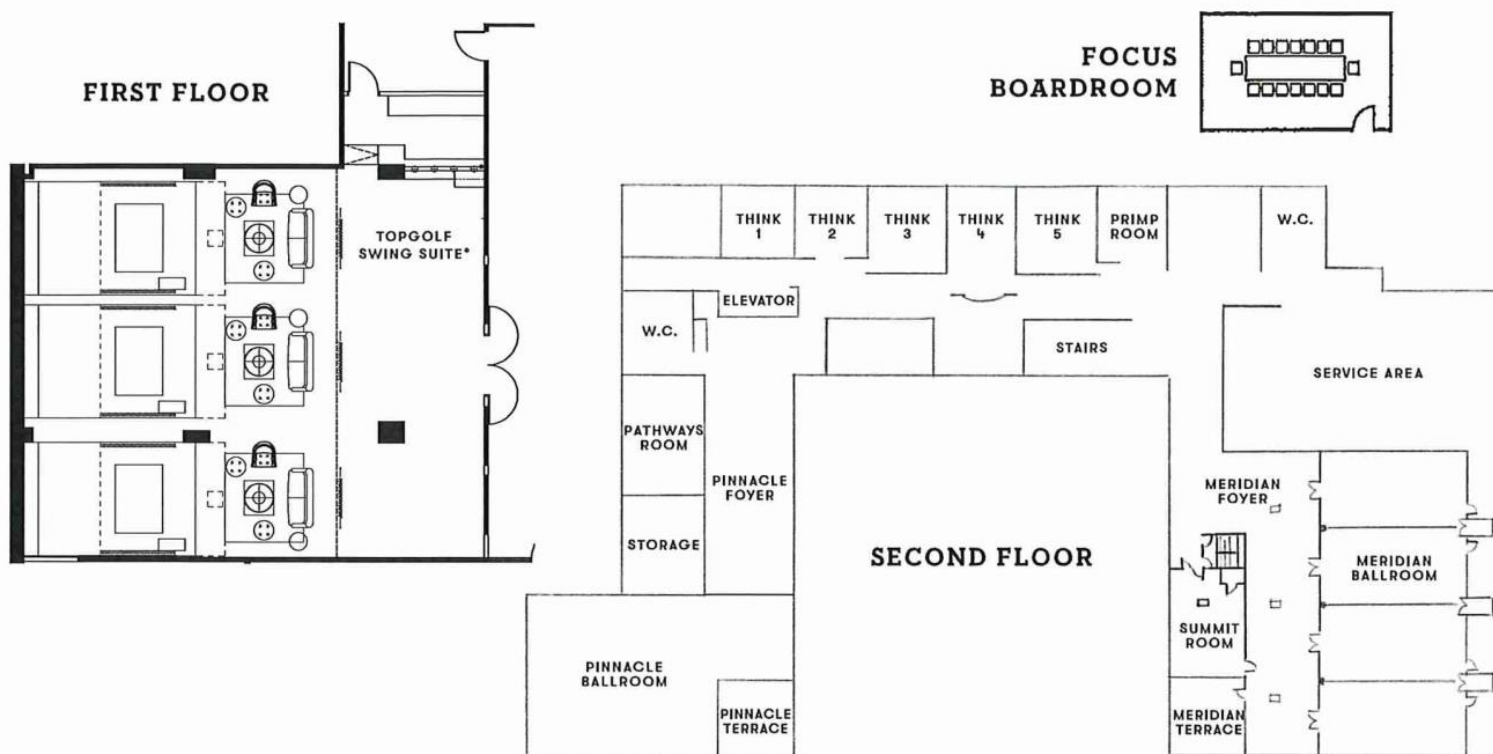 FIRST FLOOR
TOPGOLF
SWING SUITE*
FOCUS
BOARDROOM
THINK
1
THINK
2
THINK
3
THINK
4
THINK
5
PRIMP
ROOM
W.C.
ELEVATOR
W.C.
STAIRS
SERVICE AREA
PATHWAYS
ROOM
PINNACLE
FOYER
MERIDIAN
FOYER
STORAGE
SECOND FLOOR
MERIDIAN
BALLROOM
SUMMIT
ROOM
PINNACLE
BALLROOM
PINNACLE
TERRACE
MERIDIAN
TERRACE